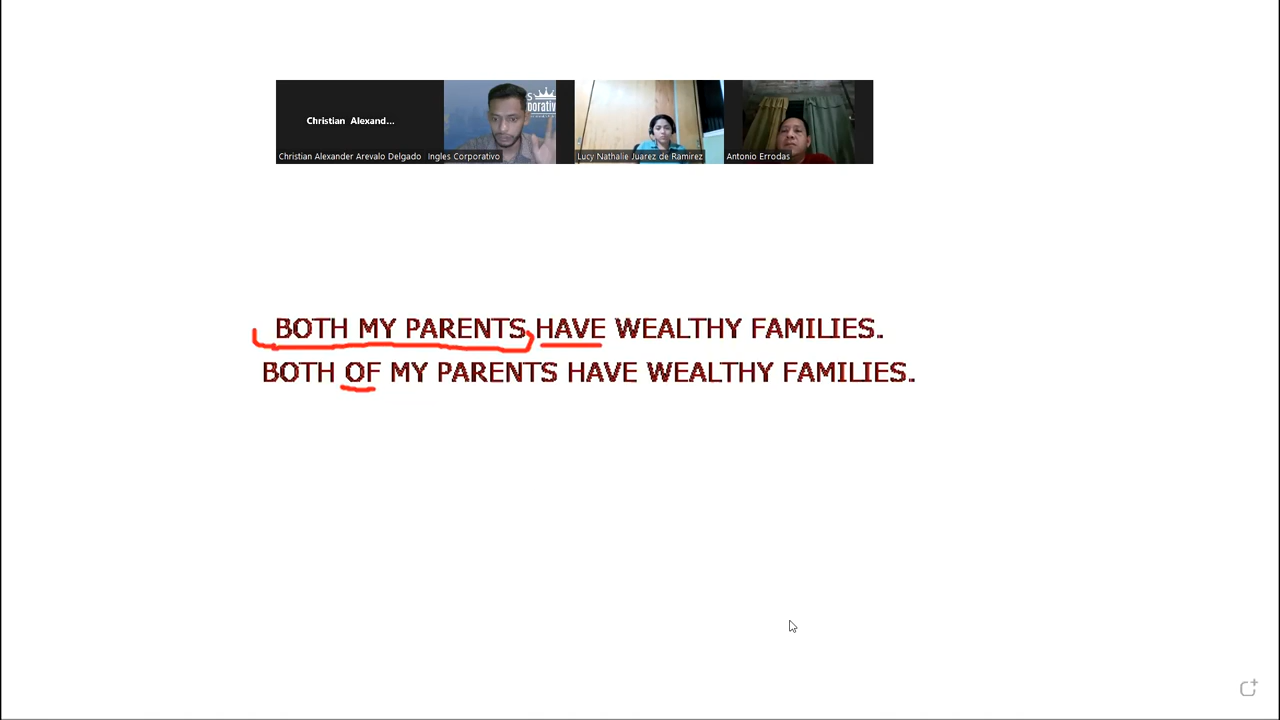 Christian Alexand...
S
orativ
Christian Alexander Arevalo Delgado
Ingles Corporativo
Lucy Nathalie Juarez de Ramirez
Antonio Errodas
BOTH MY PARENTS HAVE WEALTHY FAMILIES.
BOTH OF MY PARENTS HAVE WEALTHY FAMILIES.